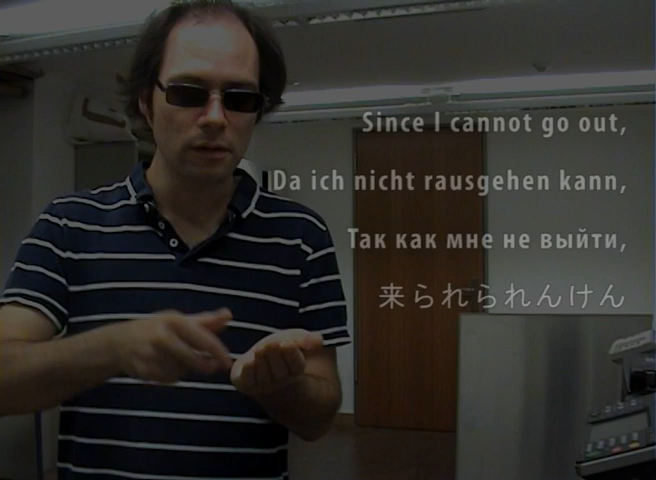 Since I cannot go out,
Da ich nicht rausgehen kann,
Так как мне не выйти,
来られられんけん